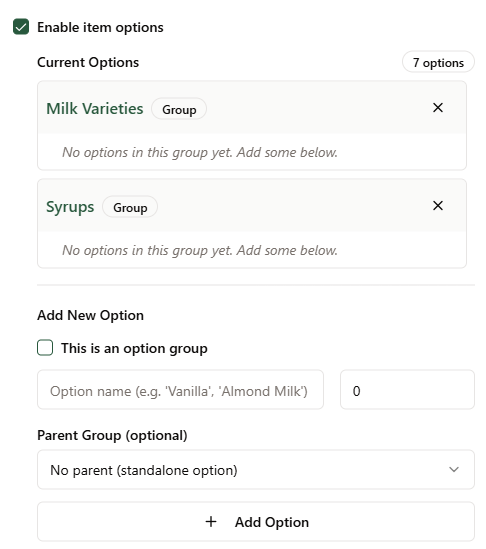 Enable item options
Current Options 7 options
Milk Varieties Group
No options in this group yet. Add some below.
Syrups Group
No options in this group yet. Add some below.
Add New Option
This is an option group
Option name (e.g. 'Vanilla', 'Almond Milk') 0
Parent Group (optional)
No parent (standalone option)
Add Option